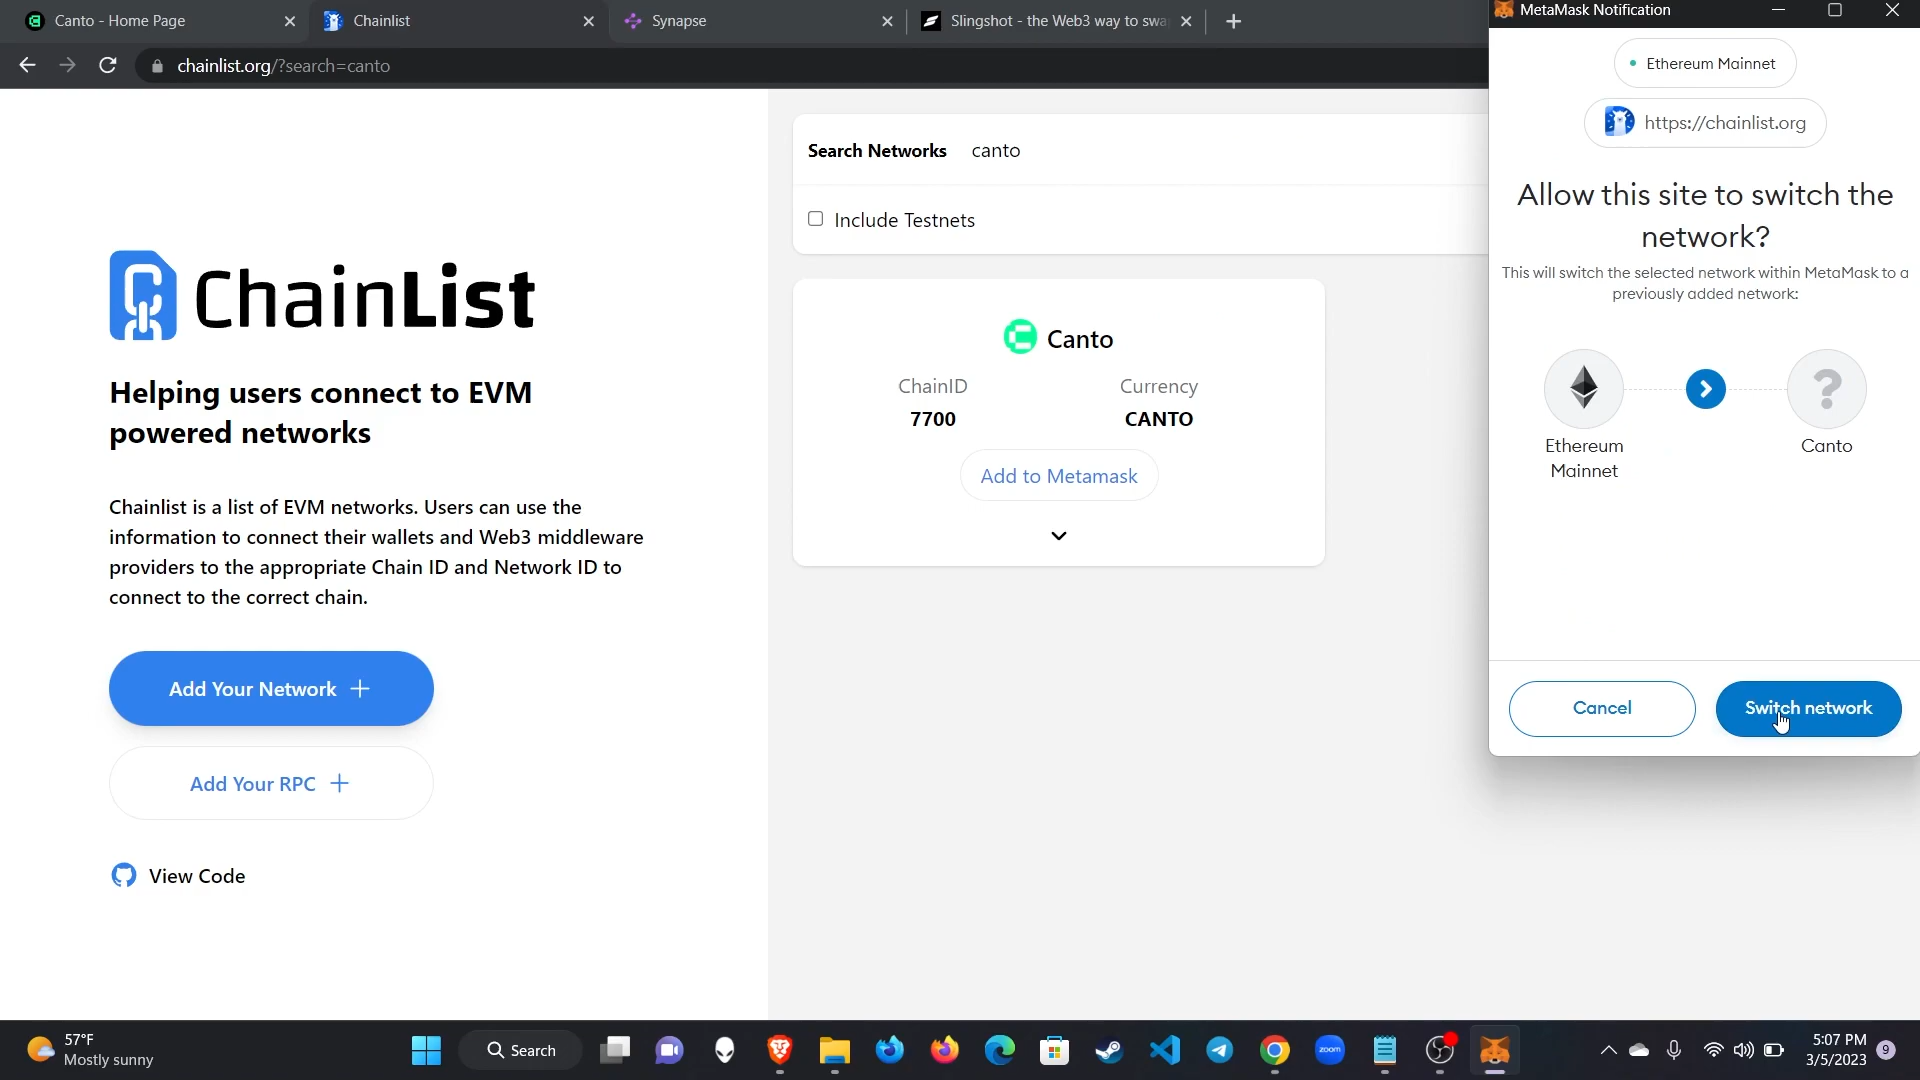 Canto - Home Page
Chainlist
Synapse
Slingshot - the Web3 way to swa
chainlist.org/?search=canto
ChainList
Helping users connect to EVM
powered networks
Chainlist is a list of EVM networks. Users can use the
information to connect their wallets and Web3 middleware
providers to the appropriate Chain ID and Network ID to
connect to the correct chain.
Add Your Network
Add Your RPC
View Code
Search Networks canto
Include Testnets
Canto
ChainID Currency
7700 CANTO
Add to Metamask
MetaMask Notification
Ethereum Mainnet
https://chainlist.org
Allow this site to switch the
network?
This will switch the selected network within MetaMask to a
previously added network:
Ethereum
Mainnet
Canto
Cancel
Switch network
57°F
Mostly sunny
Search
zoom
5:07 PM
3/5/2023
9